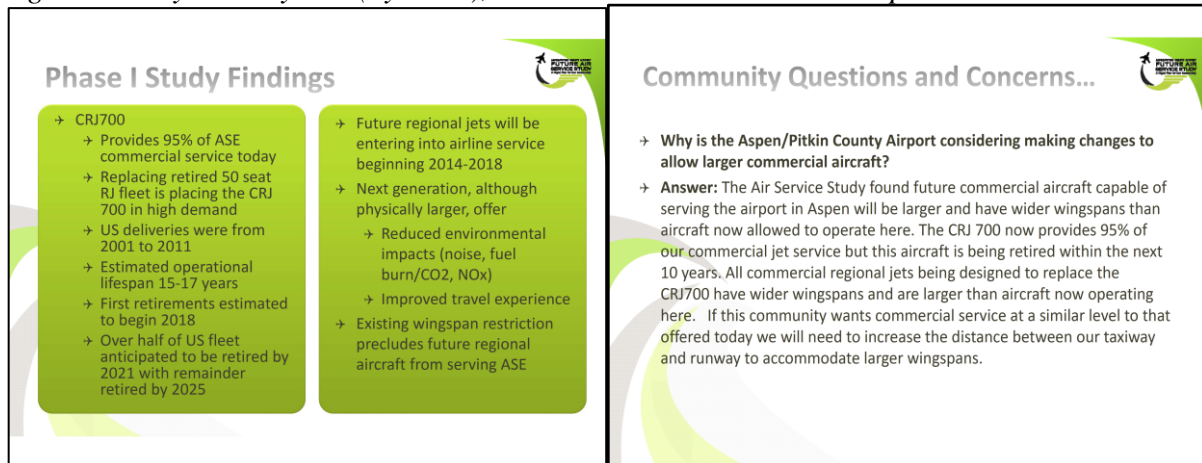 Phase I Study Findings
CRJ700
Provides 95% of ASE
commercial service today
Replacing retired 50 seat
RJ fleet is placing the CRJ
700 in high demand
US deliveries were from
2001 to 2011
Estimated operational
lifespan 15-17 years
First retirements estimated
to begin 2018
Over half of US fleet
anticipated to be retired by
2021 with remainder
retired by 2025
Future regional jets will be
entering into airline service
beginning 2014-2018
Next generation, although
physically larger, offer
Reduced environmental
impacts (noise, fuel
burn/CO2, NOx)
Improved travel experience
Existing wingspan restriction
precludes future regional
aircraft from serving ASE
FUTURE AIR
SERVICE STUDY
Community Questions and Concerns...
Why is the Aspen/Pitkin County Airport considering making changes to
allow larger commercial aircraft?
Answer: The Air Service Study found future commercial aircraft capable of
serving the airport in Aspen will be larger and have wider wingspans than
aircraft now allowed to operate here. The CRJ 700 now provides 95% of
our commercial jet service but this aircraft is being retired within the next
10 years. All commercial regional jets being designed to replace the
CRJ700 have wider wingspans and are larger than aircraft now operating
here. If this community wants commercial service at a similar level to that
offered today we will need to increase the distance between our taxiway
and runway to accommodate larger wingspans.
FUTURE AIR
SERVICE STUDY